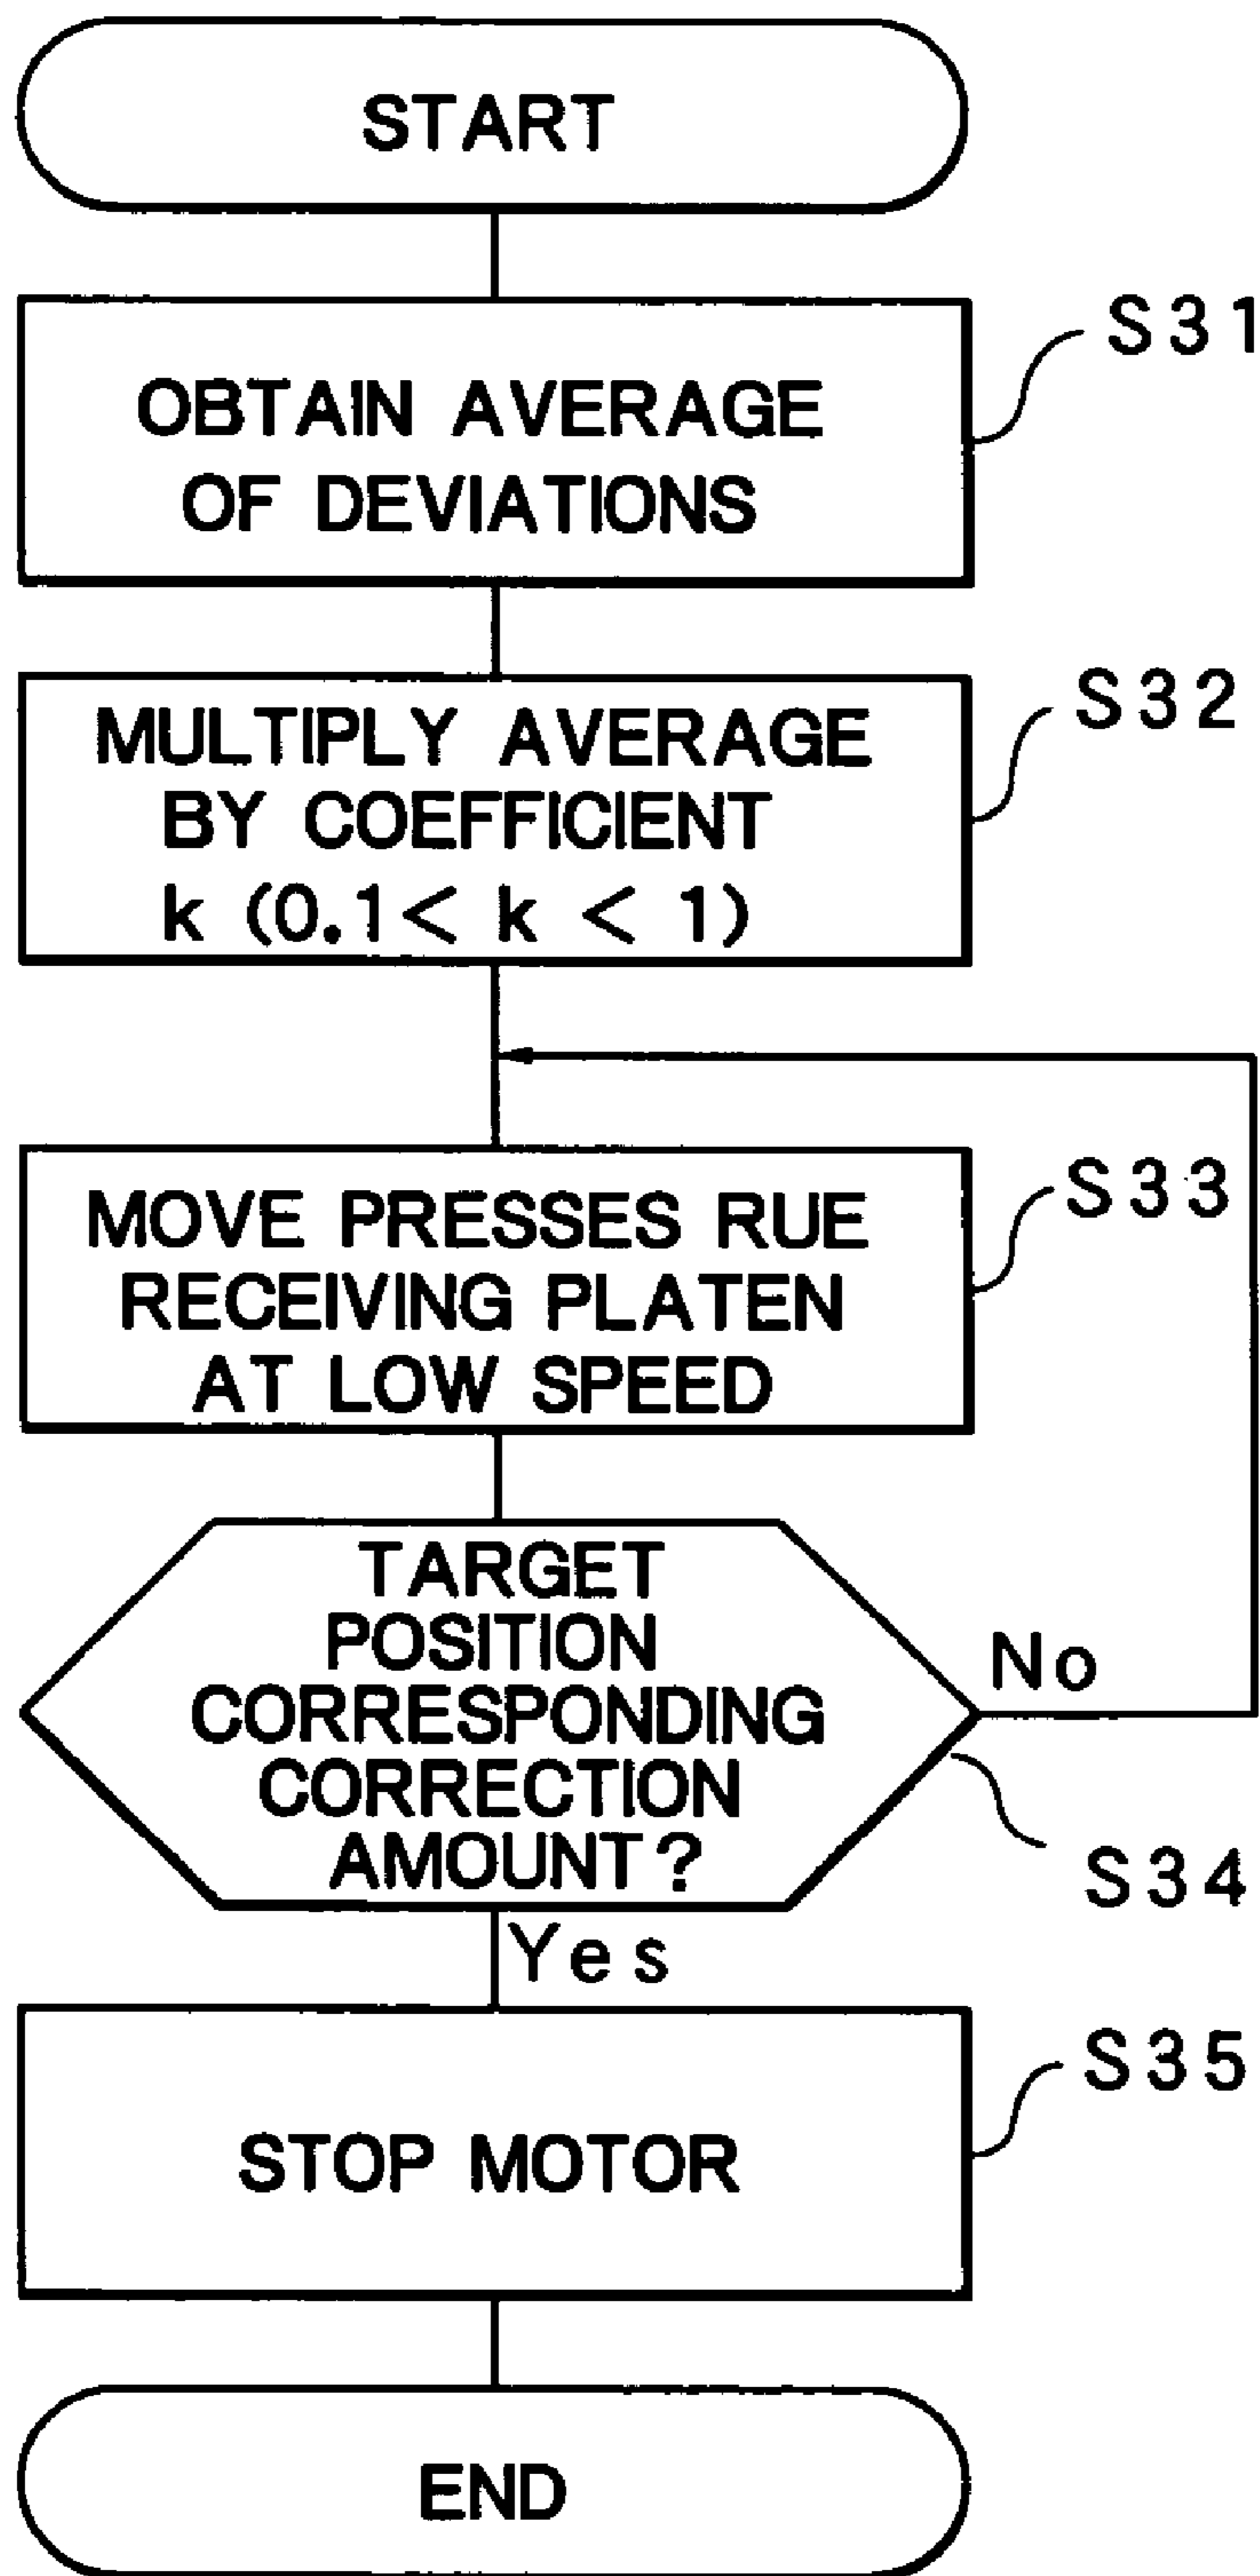 START
OBTAIN AVERAGE
OF DEVIATIONS
S31
MULTIPLY AVERAGE
BY COEFFICIENT
k (0.1< k < 1)
S32
MOVE PRESSES RUE
RECEIVING PLATEN
AT LOW SPEED
S33
TARGET
POSITION
CORRESPONDING
CORRECTION
AMOUNT?
No
S34
Yes
STOP MOTOR
S35
END